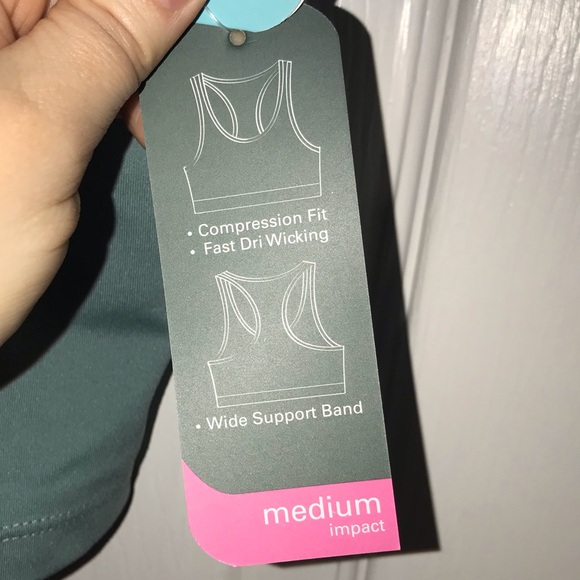 • Compression Fit
• Fast Dri Wicking
• Wide Support Band
medium
impact